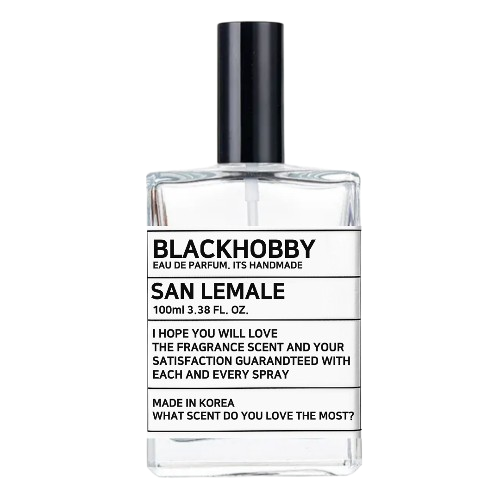 BLACKHOBBY
EAU DE PARFUM. ITS HANDMADE
SAN LEMALE
100ml 3.38 FL. OZ.
I HOPE YOU WILL LOVE
THE FRAGRANCE SCENT AND YOUR
SATISFACTION GUARANDTEED WITH
EACH AND EVERY SPRAY
MADE IN KOREA
WHAT SCENT DO YOU LOVE THE MOST?